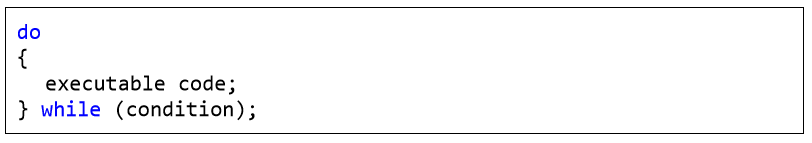 do
{
executable code;
} while (condition);